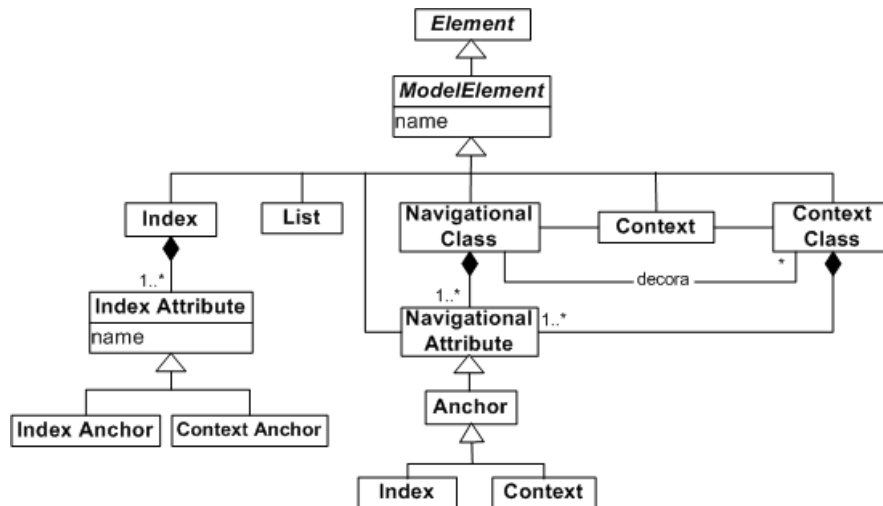 Element
ModelElement
name
Index
List
Navigational
Class
Context
Context
Class
decora
*
1..*
1..*
1..*
Index Attribute
name
Navigational
Attribute
Index Anchor
Context Anchor
Anchor
Index
Context